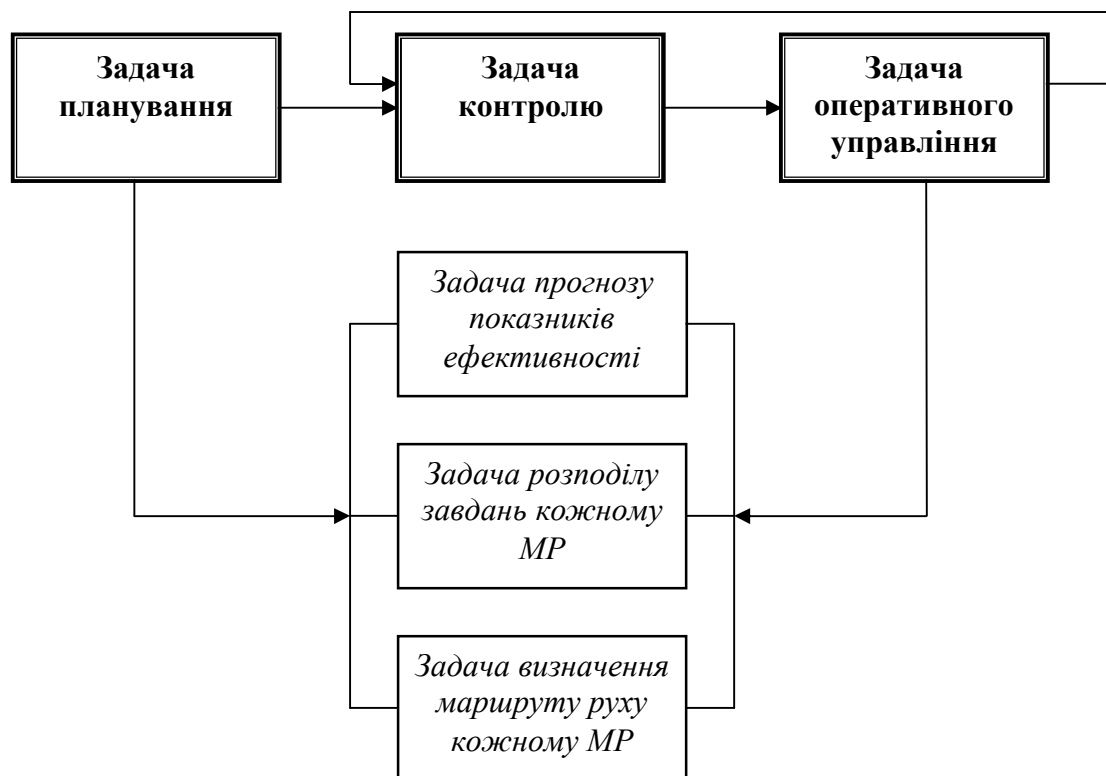 Задача
планування
Задача
контролю
Задача
оперативного
управління
Задача прогнозу
показників
ефективності
Задача розподілу
завдань кожному
МР
Задача визначення
маршруту руху
кожному МР